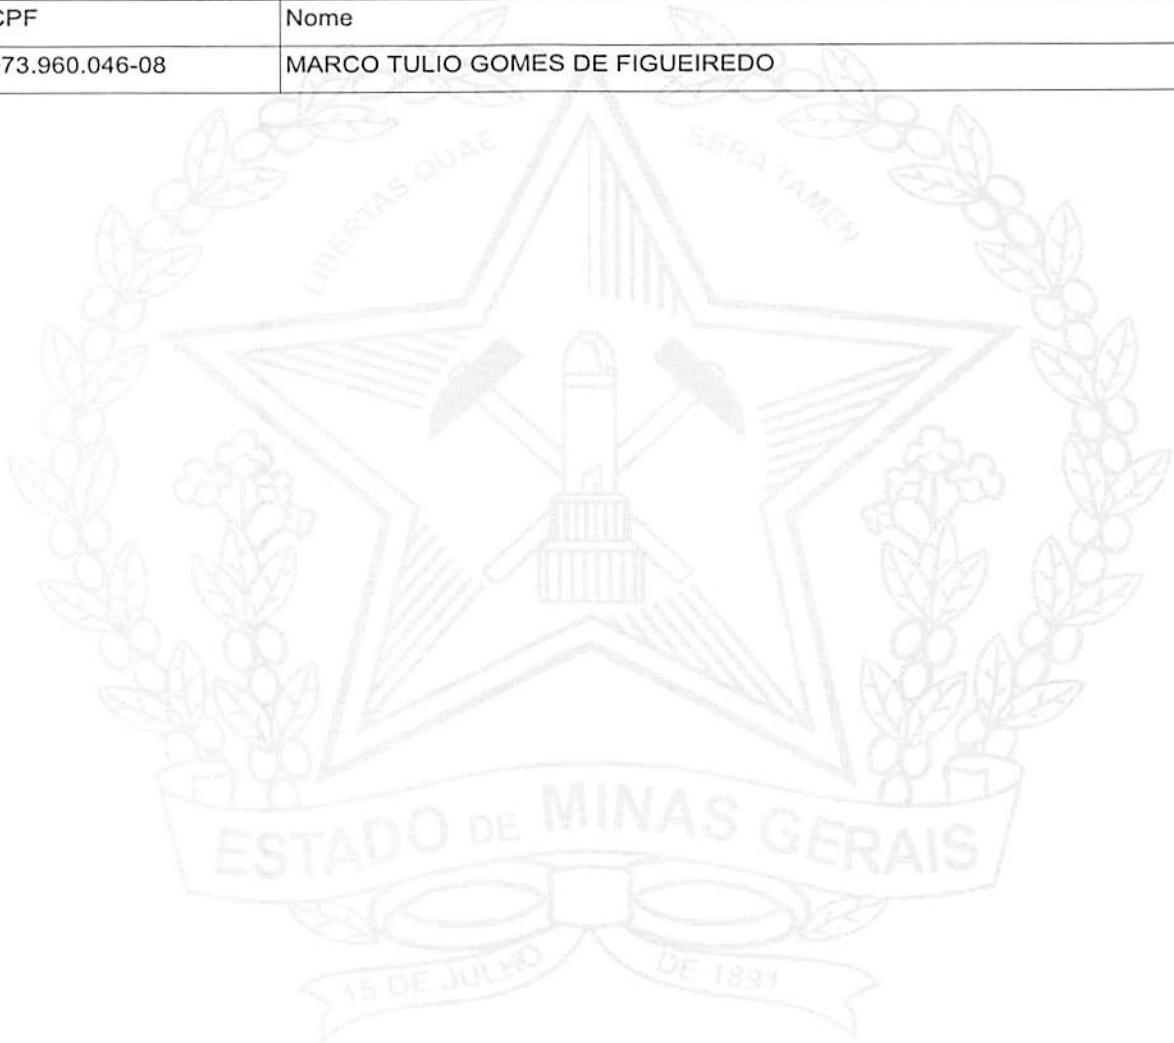 CPF Nome
73.960.046-08 MARCO TULIO GOMES DE FIGUEIREDO
LIBERTAS QUAE SERA TAMEN
ESTADO DE MINAS GERAIS
15 DE JULHO DE 1891